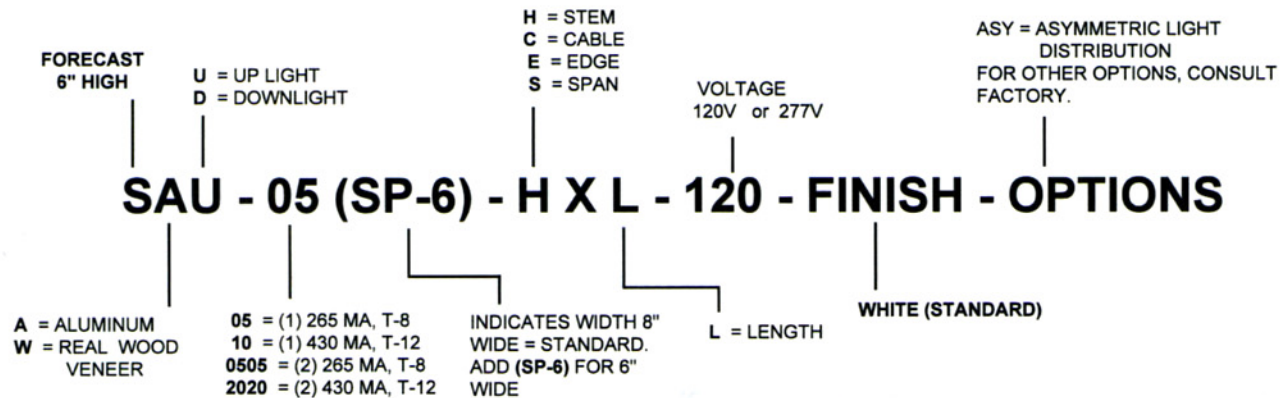 FORECAST
6" HIGH
U = UP LIGHT
D = DOWNLIGHT
H = STEM
C = CABLE
E = EDGE
S = SPAN
VOLTAGE
120V or 277V
ASY = ASYMMETRIC LIGHT
DISTRIBUTION
FOR OTHER OPTIONS, CONSULT
FACTORY.
SAU - 05 (SP-6) - H X L - 120 - FINISH - OPTIONS
A = ALUMINUM
W = REAL WOOD
VENEER
05 = (1) 265 MA, T-8
10 = (1) 430 MA, T-12
0505 = (2) 265 MA, T-8
2020 = (2) 430 MA, T-12
INDICATES WIDTH 8"
WIDE = STANDARD.
ADD (SP-6) FOR 6"
WIDE
L = LENGTH
WHITE (STANDARD)